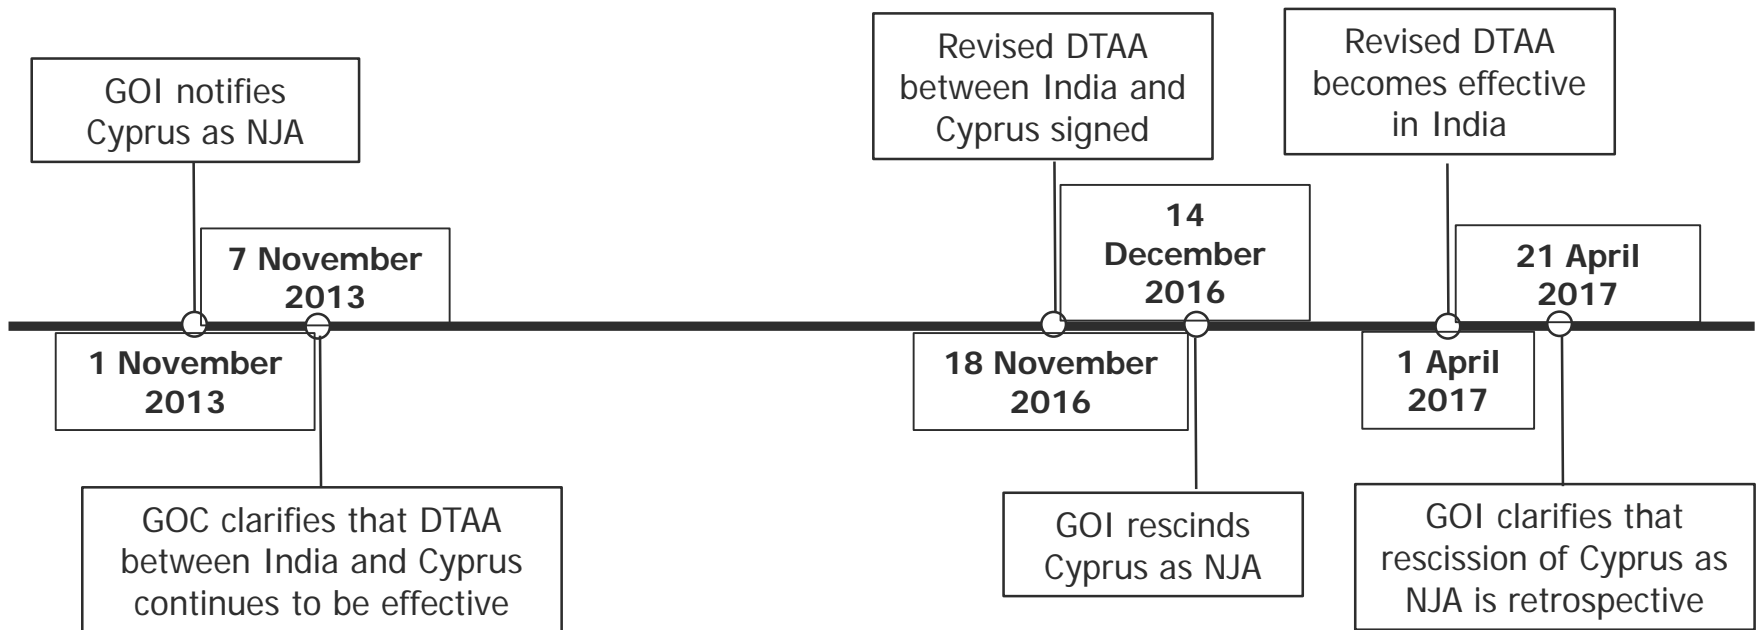 GOI notifies
Cyprus as NJA
Revised DTAA
between India and
Cyprus signed
Revised DTAA
becomes effective
in India
7 November
2013
14
December
2016
21 April
2017
1 November
2013
18 November
2016
1 April
2017
GOC clarifies that DTAA
between India and Cyprus
continues to be effective
GOI rescinds
Cyprus as NJA
GOI clarifies that
rescission of Cyprus as
NJA is retrospective